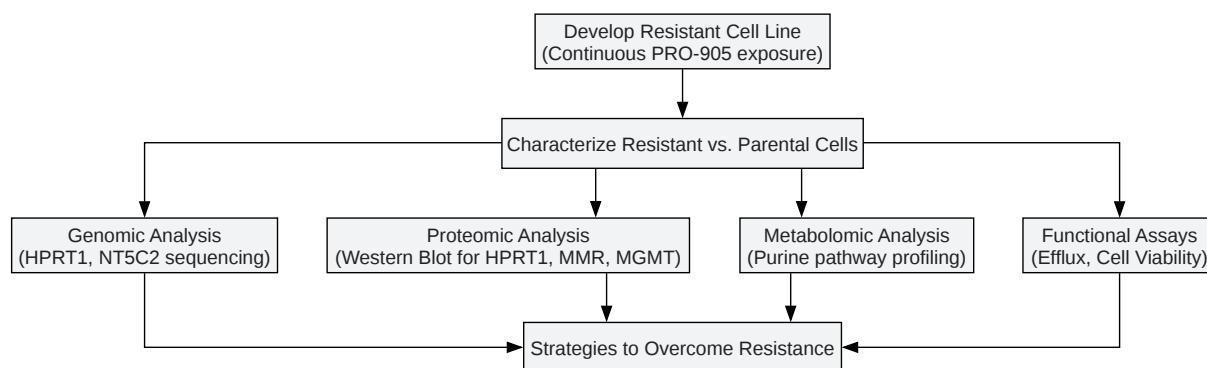 Develop Resistant Cell Line
(Continuous PRO-905 exposure)
Characterize Resistant vs. Parental Cells
Genomic Analysis
(HPRT1, NT5C2 sequencing)
Proteomic Analysis
(Western Blot for HPRT1, MMR, MGMT)
Metabolomic Analysis
(Purine pathway profiling)
Functional Assays
(Efflux, Cell Viability)
Strategies to Overcome Resistance